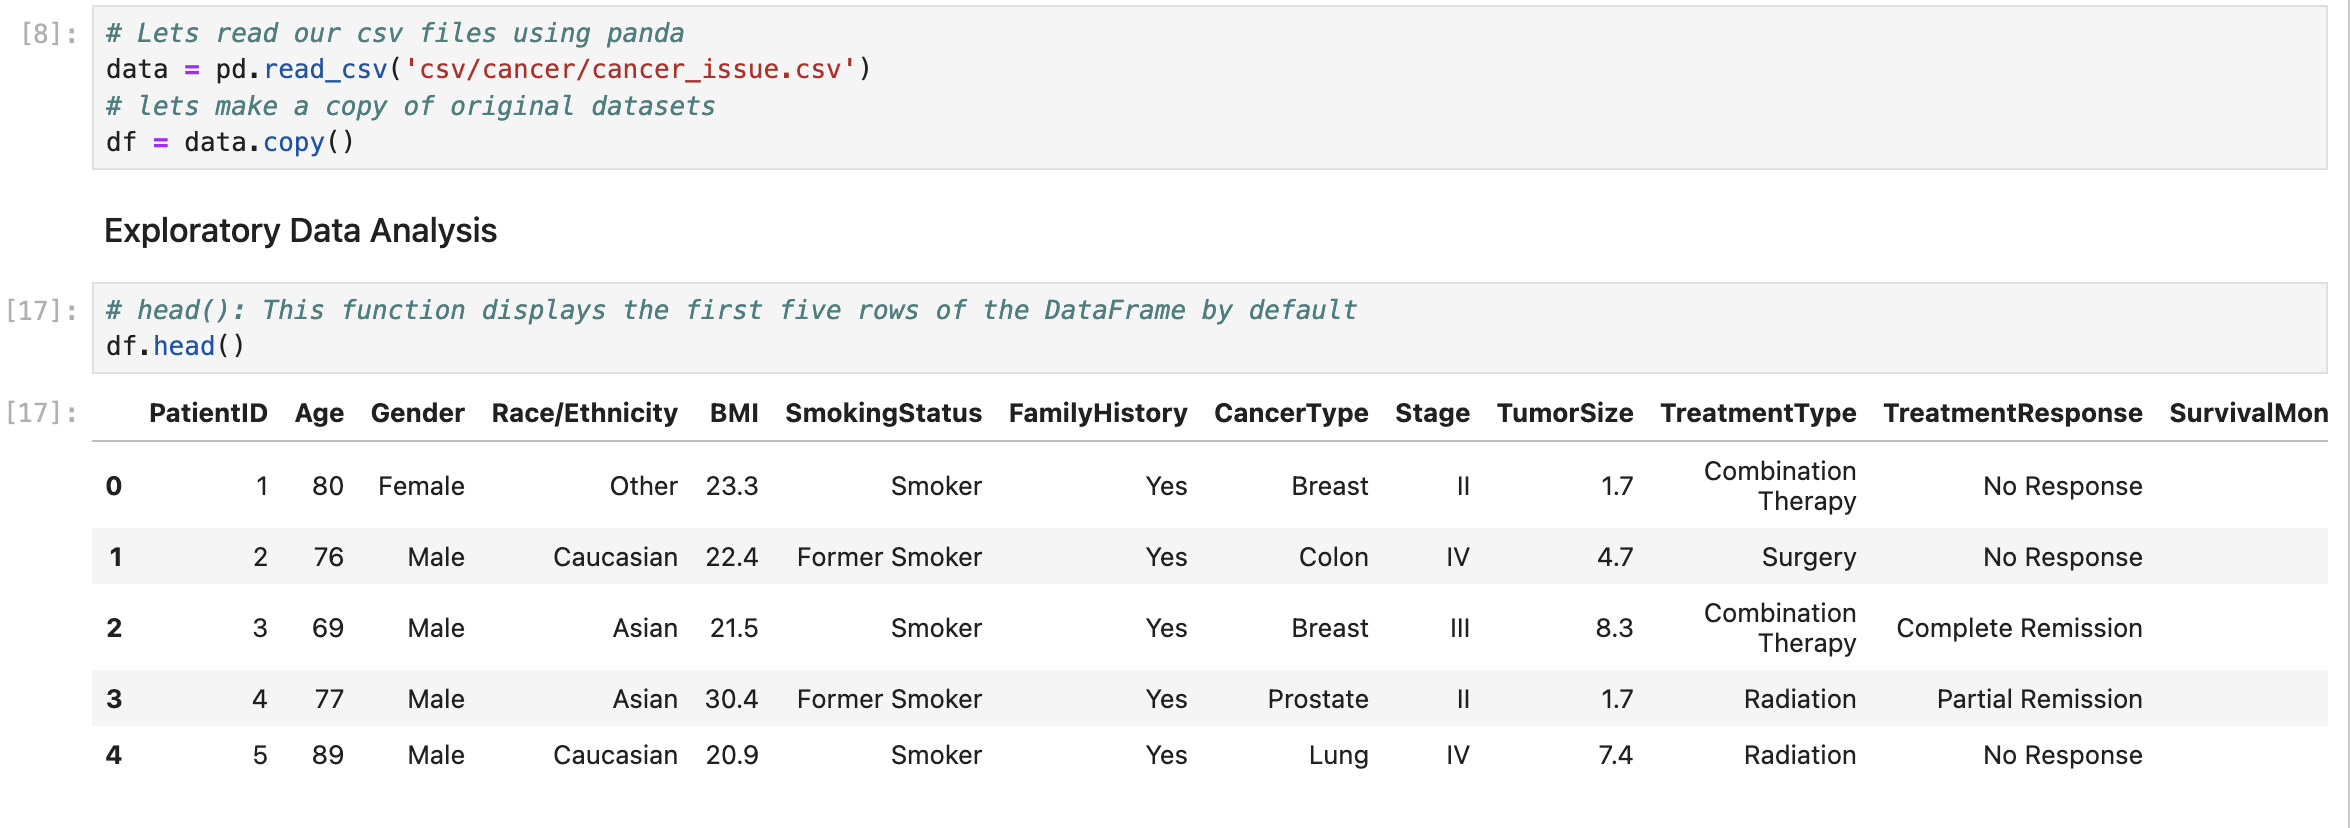 [8]: # Lets read our csv files using panda
data = pd.read_csv('csv/cancer/cancer_issue.csv')
# lets make a copy of original datasets
df = data.copy()
Exploratory Data Analysis
[17]: # head(): This function displays the first five rows of the DataFrame by default
df.head()
[17]: PatientID Age Gender Race/Ethnicity BMI SmokingStatus FamilyHistory CancerType Stage TumorSize TreatmentType TreatmentResponse SurvivalMon
0 1 80 Female Other 23.3 Smoker Yes Breast II 1.7 Combination Therapy No Response
1 2 76 Male Caucasian 22.4 Former Smoker Yes Colon IV 4.7 Surgery No Response
2 3 69 Male Asian 21.5 Smoker Yes Breast III 8.3 Combination Therapy Complete Remission
3 4 77 Male Asian 30.4 Former Smoker Yes Prostate II 1.7 Radiation Partial Remission
4 5 89 Male Caucasian 20.9 Smoker Yes Lung IV 7.4 Radiation No Response